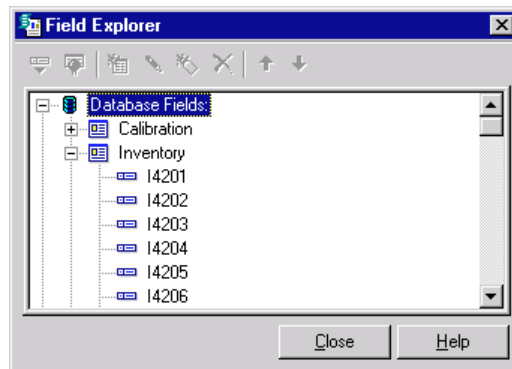 Field Explorer
Database Fields:
Calibration
Inventory
I4201
I4202
I4203
I4204
I4205
I4206
Close
Help